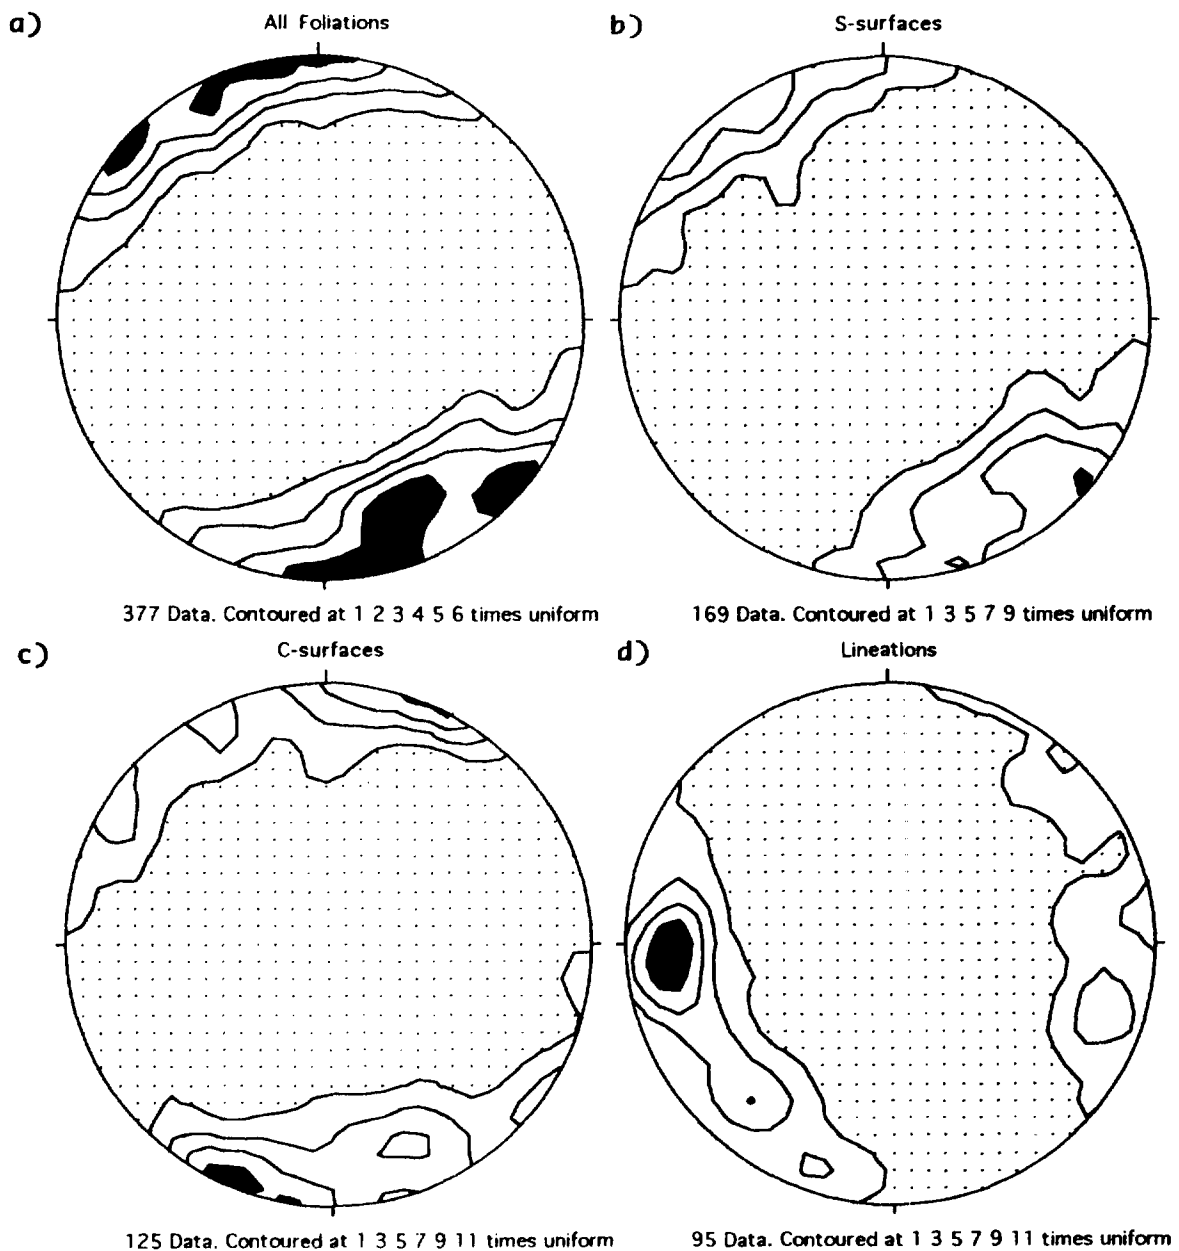 a)
All Foliations
b)
S-surfaces
377 Data. Contoured at 1 2 3 4 5 6 times uniform
169 Data. Contoured at 1 3 5 7 9 times uniform
c)
C-surfaces
d)
Lineations
125 Data. Contoured at 1 3 5 7 9 11 times uniform
95 Data. Contoured at 1 3 5 7 9 11 times uniform